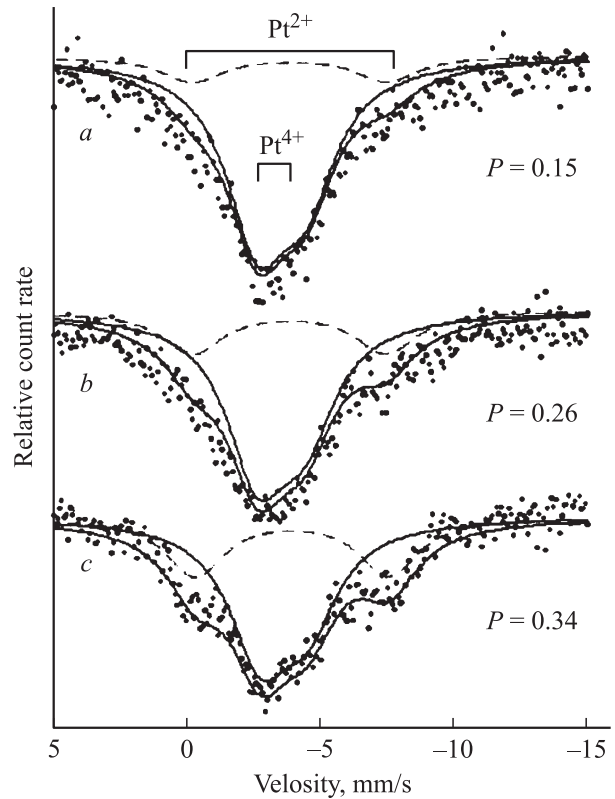 Pt2+
a
Pt4+
P = 0.15
Relative count rate
b
P = 0.26
c
P = 0.34
5 0 –5 –10 –15
Velosity, mm/s